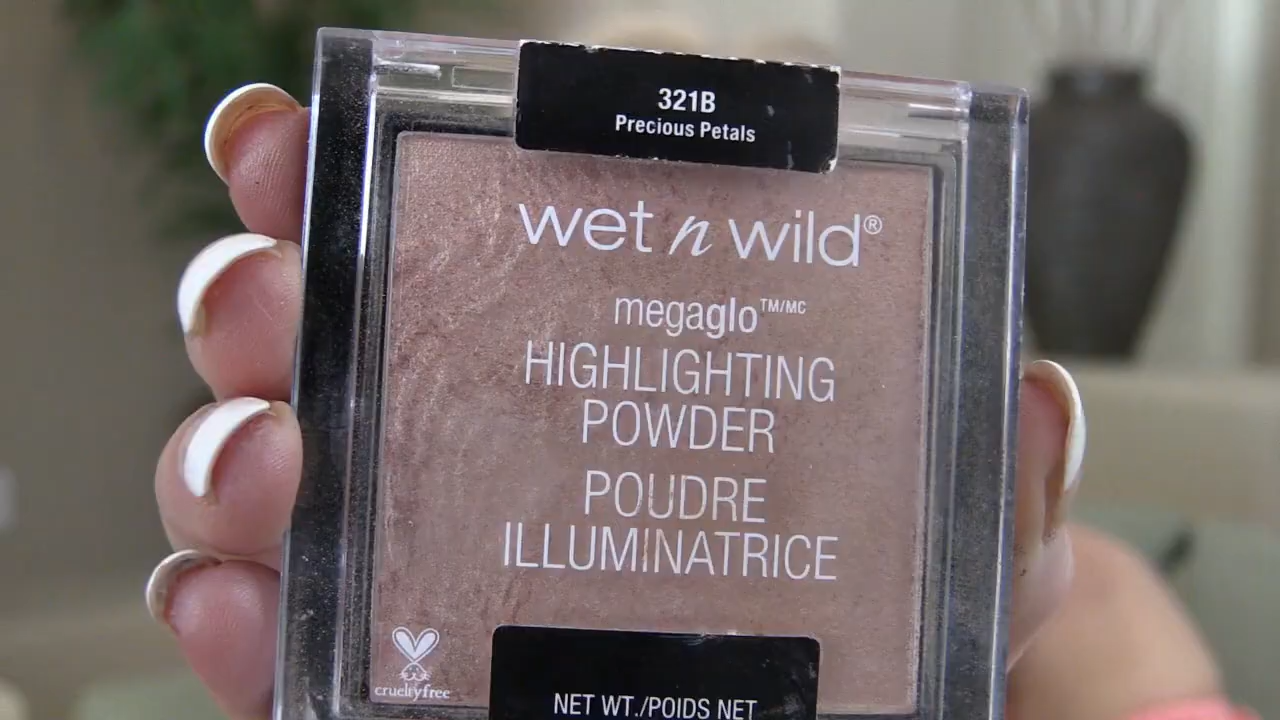 321B
Precious Petals
wet n wild®
megaglo™/MC
HIGHLIGHTING
POWDER
POUDRE
ILLUMINATRICE
crueltyfree
NET WT./POIDS NET